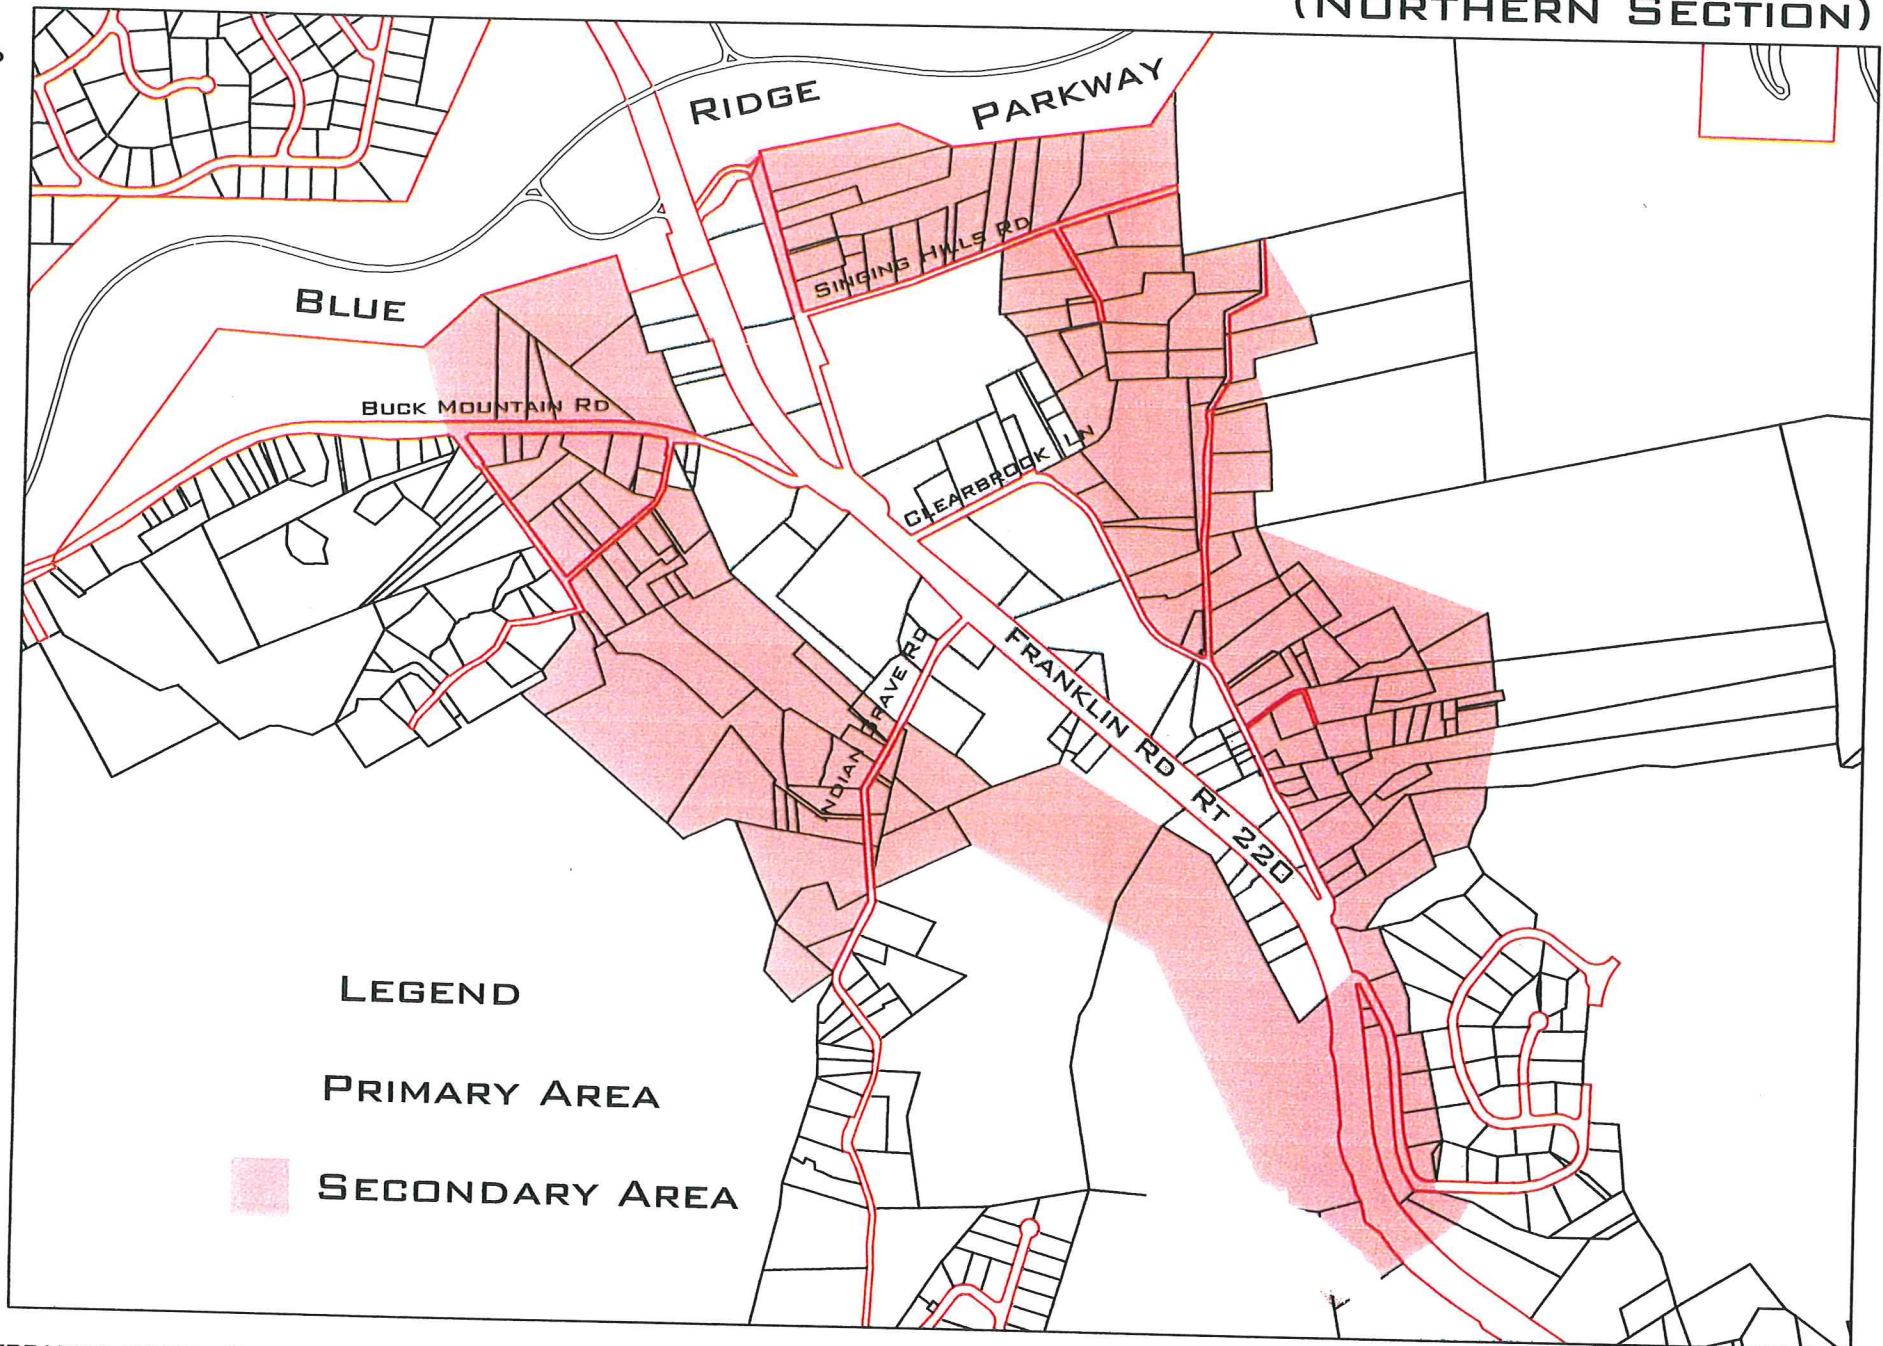 (NORTHERN SECTION)
RIDGE
PARKWAY
BLUE
SINGING HILLS RD
BUCK MOUNTAIN RD
CLEARBROOK LN
FRANKLIN RD RT 220
LEGEND
PRIMARY AREA
SECONDARY AREA